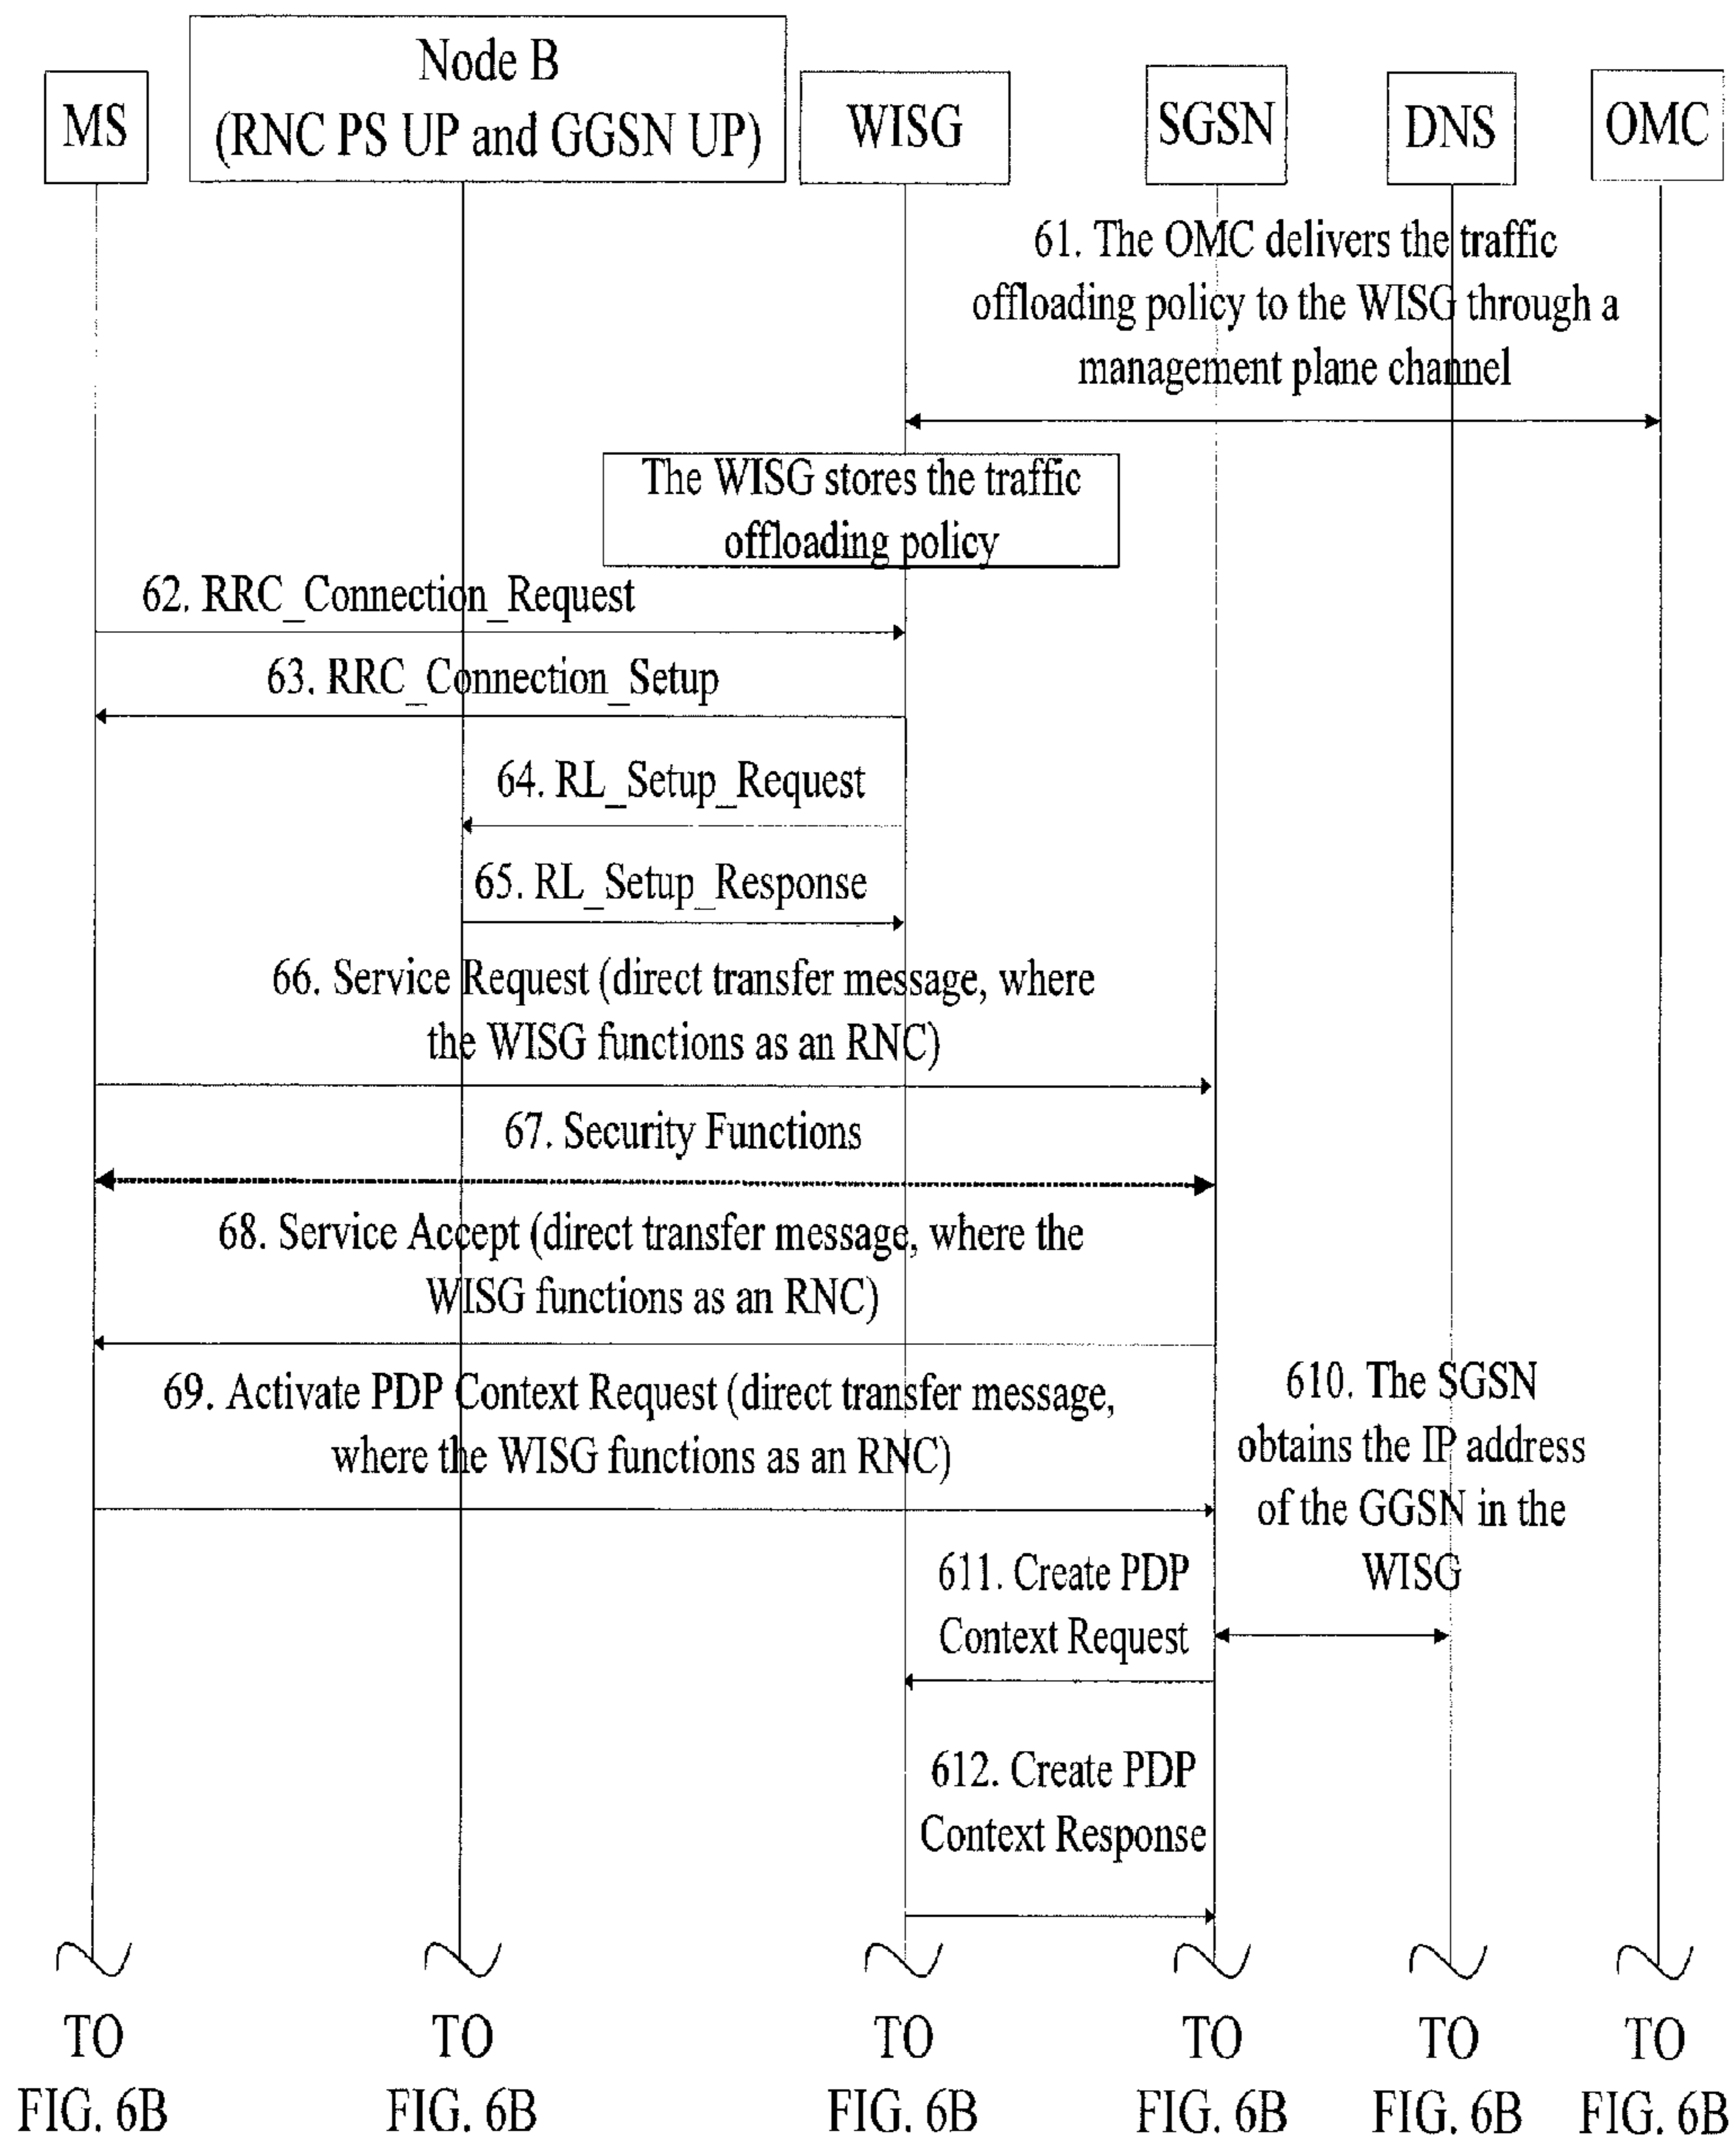 MS
Node B
(RNC PS UP and GGSN UP)
WISG
SGSN
DNS
OMC
61. The OMC delivers the traffic
offloading policy to the WISG through a
management plane channel
The WISG stores the traffic
offloading policy
62. RRC_Connection_Request
63. RRC_Connection_Setup
64. RL_Setup_Request
65. RL_Setup_Response
66. Service Request (direct transfer message, where
the WISG functions as an RNC)
67. Security Functions
68. Service Accept (direct transfer message, where the
WISG functions as an RNC)
69. Activate PDP Context Request (direct transfer message,
where the WISG functions as an RNC)
610. The SGSN
obtains the IP address
of the GGSN in the
WISG
611. Create PDP
Context Request
612. Create PDP
Context Response
TO
FIG. 6B
TO
FIG. 6B
TO
FIG. 6B
TO
FIG. 6B
TO
FIG. 6B
TO
FIG. 6B